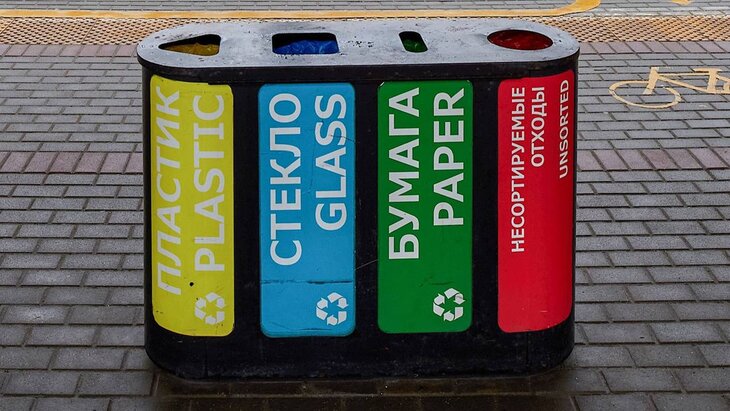 ПЛАСТИК
PLASTIC
СТЕКЛО
GLASS
БУМАГА
PAPER
НЕСОРТИРУЕМЫЕ
ОТХОДЫ
UNSORTED